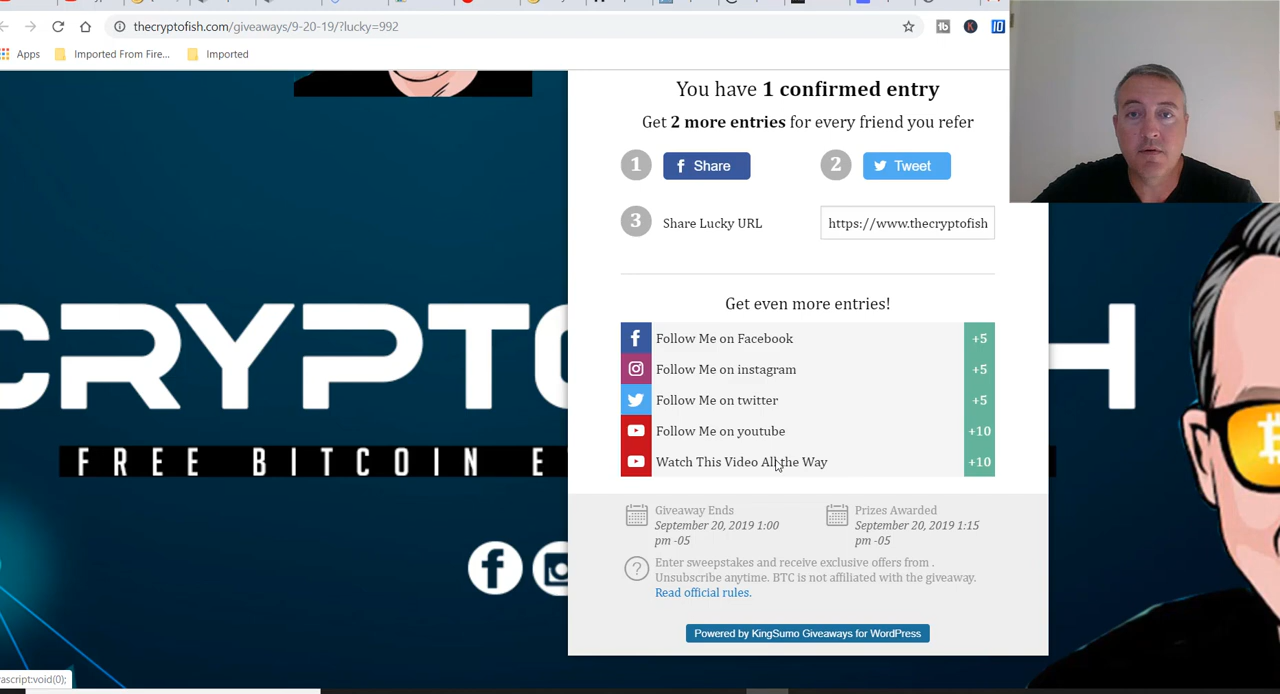 thecryptofish.com/giveaways/9-20-19/?lucky=992
Apps
Imported From Fire...
Imported
You have 1 confirmed entry
Get 2 more entries for every friend you refer
1 Share
2 Tweet
3 Share Lucky URL
https://www.thecryptofish
Get even more entries!
Follow Me on Facebook +5
Follow Me on instagram +5
Follow Me on twitter +5
Follow Me on youtube +10
Watch This Video All the Way +10
CRYPTO
H
FREE BITCOIN E
Giveaway Ends
September 20, 2019 1:00
pm -05
Prizes Awarded
September 20, 2019 1:15
pm -05
Enter sweepstakes and receive exclusive offers from .
Unsubscribe anytime. BTC is not affiliated with the giveaway.
Read official rules.
Powered by KingSumo Giveaways for WordPress
ascript:void(0);